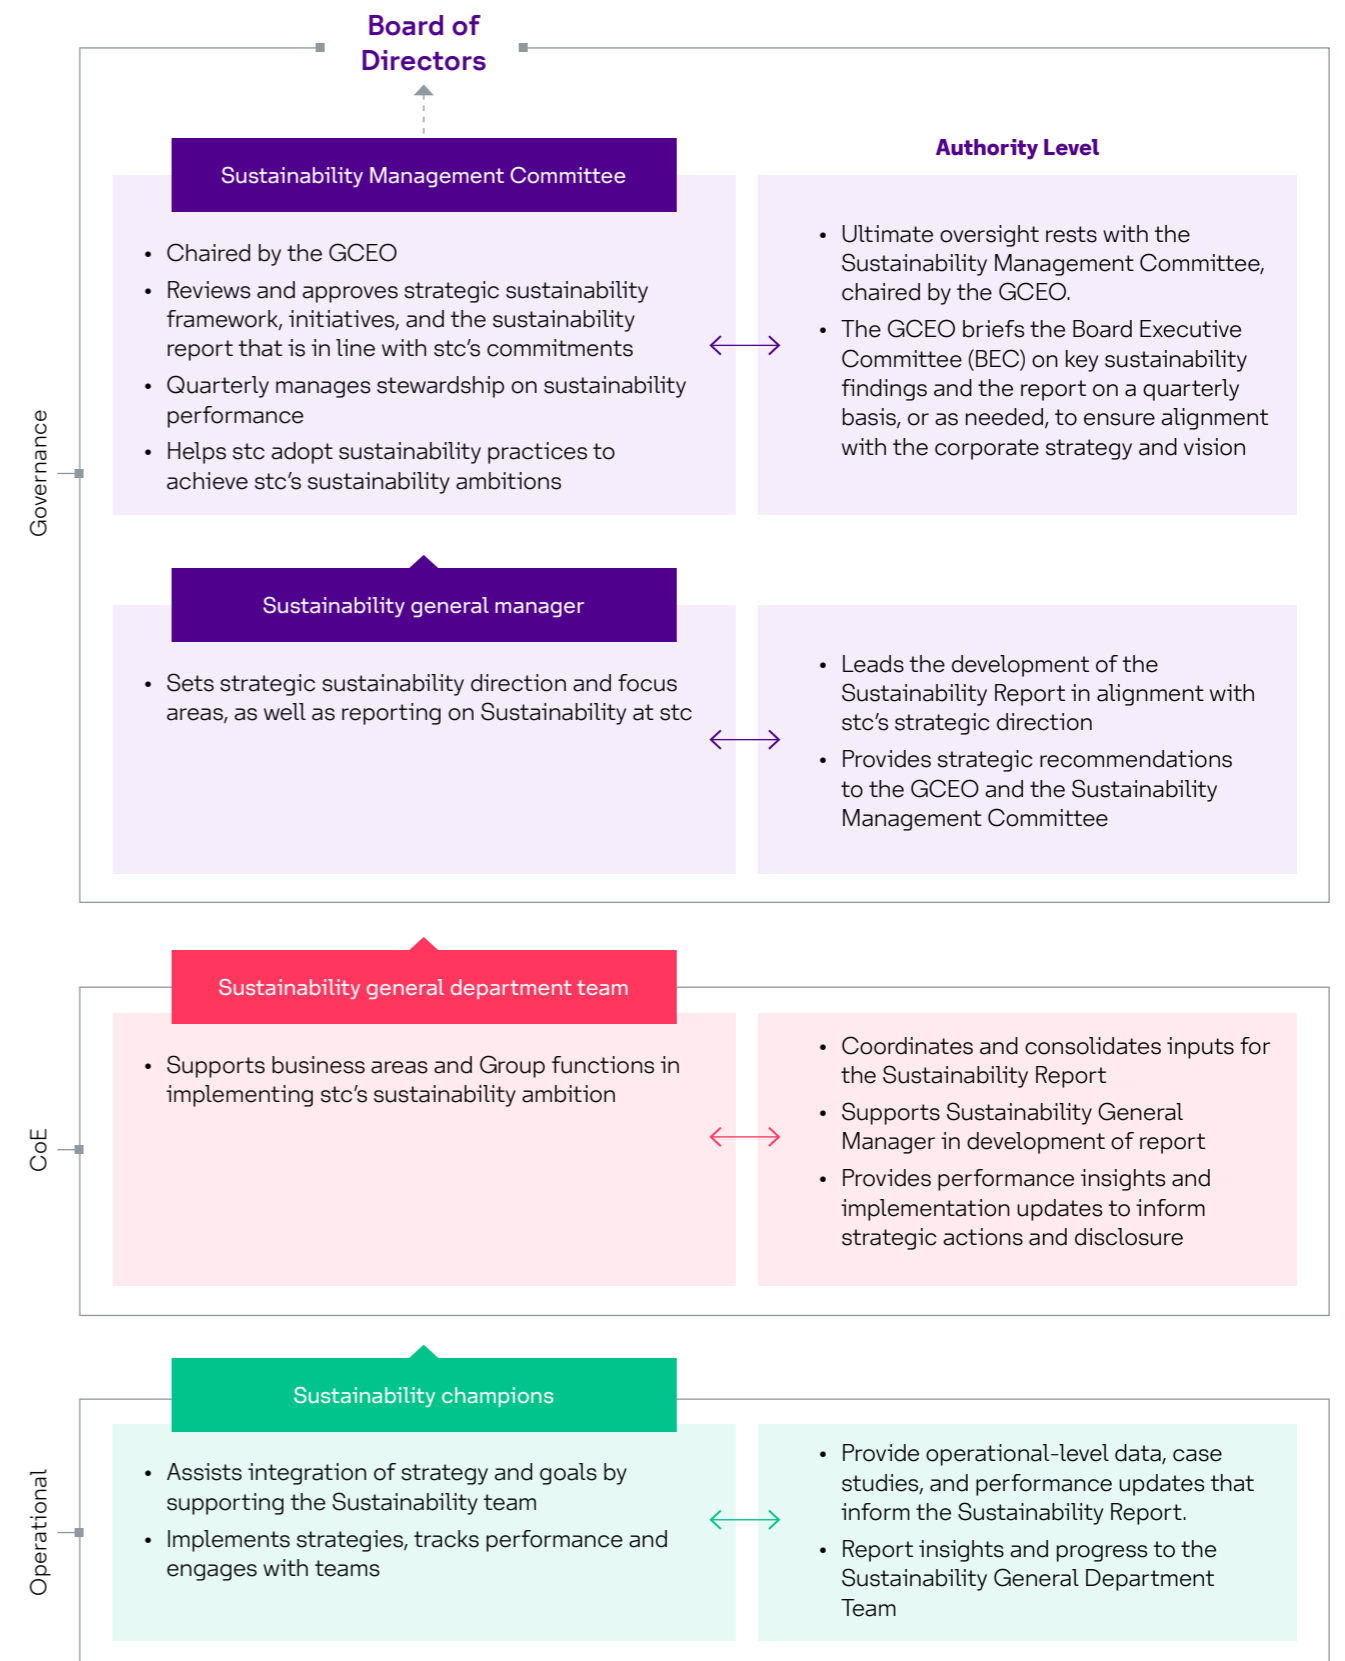 Board of
Directors
Authority Level
Governance
Sustainability Management Committee
• Chaired by the GCEO
• Reviews and approves strategic sustainability
framework, initiatives, and the sustainability
report that is in line with stc’s commitments
• Quarterly manages stewardship on sustainability
performance
• Helps stc adopt sustainability practices to
achieve stc’s sustainability ambitions
• Ultimate oversight rests with the
Sustainability Management Committee,
chaired by the GCEO.
• The GCEO briefs the Board Executive
Committee (BEC) on key sustainability
findings and the report on a quarterly
basis, or as needed, to ensure alignment
with the corporate strategy and vision
Sustainability general manager
• Sets strategic sustainability direction and focus
areas, as well as reporting on Sustainability at stc
• Leads the development of the
Sustainability Report in alignment with
stc’s strategic direction
• Provides strategic recommendations
to the GCEO and the Sustainability
Management Committee
CoE
Sustainability general department team
• Supports business areas and Group functions in
implementing stc’s sustainability ambition
• Coordinates and consolidates inputs for
the Sustainability Report
• Supports Sustainability General
Manager in development of report
• Provides performance insights and
implementation updates to inform
strategic actions and disclosure
Operational
Sustainability champions
• Assists integration of strategy and goals by
supporting the Sustainability team
• Implements strategies, tracks performance and
engages with teams
• Provide operational-level data, case
studies, and performance updates that
inform the Sustainability Report.
• Report insights and progress to the
Sustainability General Department
Team